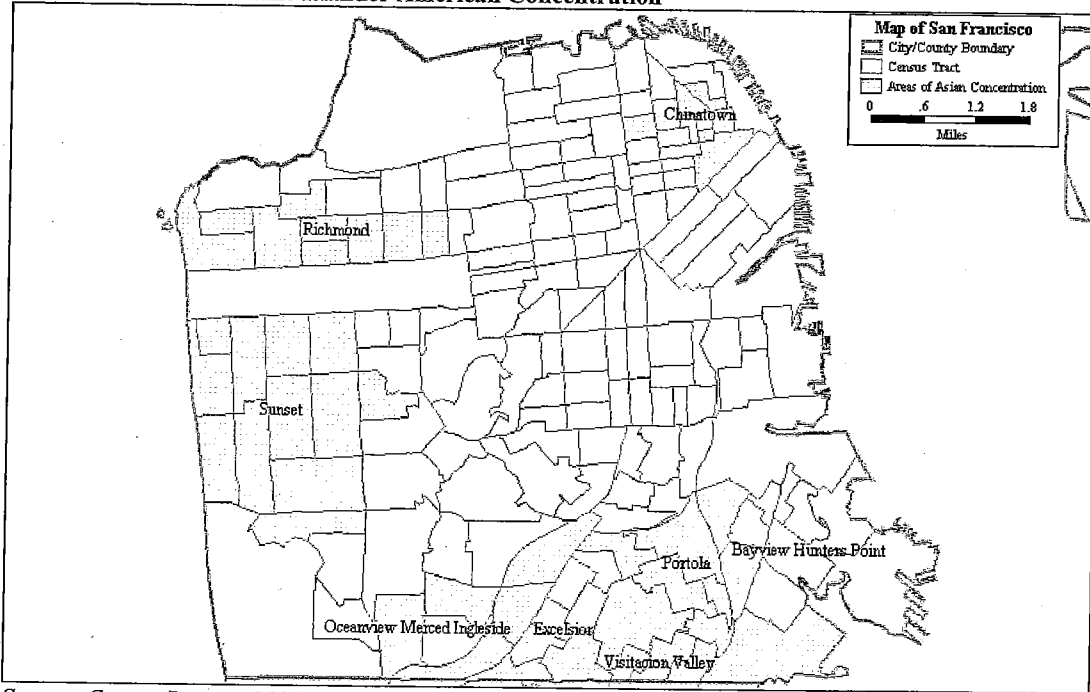 American Concentration
Map of San Francisco
City/County Boundary
Census Tract
Areas of Asian Concentration
0 .6 1.2 1.8
Miles
Chinatown
Richmond
Sunset
Bayview Hunters Point
Portola
Oceanview Merced Ingleside
Excelsior
Visitacion Valley